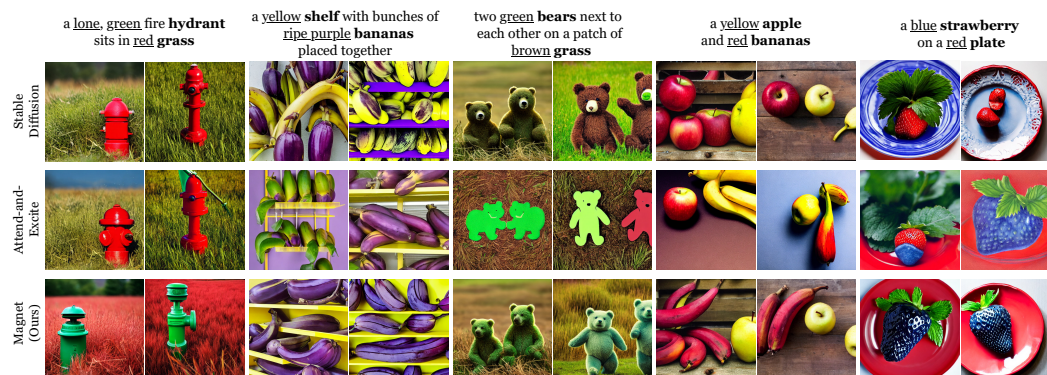 a lone, green fire hydrant
sits in red grass
a yellow shelf with bunches of
ripe purple bananas
placed together
two green bears next to
each other on a patch of
brown grass
a yellow apple
and red bananas
a blue strawberry
on a red plate
Stable
Diffusion
Attend-and-
Excite
Magnet
(Ours)